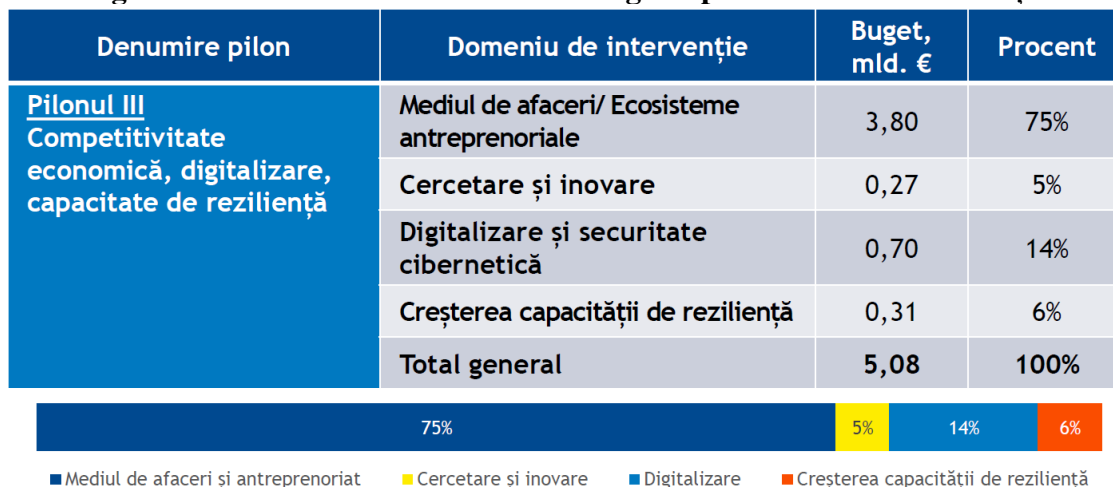 Denumire pilon
Domeniu de intervenție
Buget,
mld. €
Procent
Pilonul III
Competitivitate
economică, digitalizare,
capacitate de reziliență
Mediul de afaceri/ Ecosisteme
antreprenoriale
3,80
75%
Cercetare și inovare
0,27
5%
Digitalizare și securitate
cibernetică
0,70
14%
Creșterea capacității de reziliență
0,31
6%
Total general
5,08
100%
75%
5%
14%
6%
Mediul de afaceri și antreprenoriat
Cercetare și inovare
Digitalizare
Creșterea capacității de reziliență